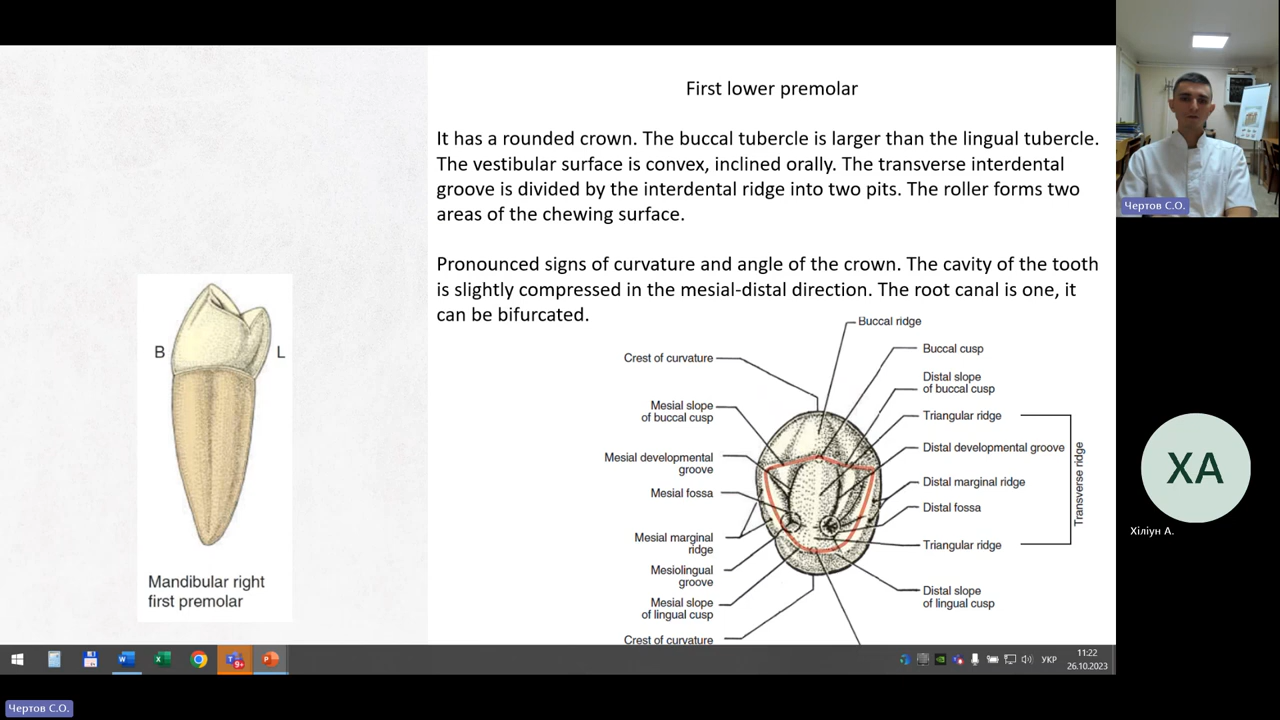 First lower premolar
It has a rounded crown. The buccal tubercle is larger than the lingual tubercle.
The vestibular surface is convex, inclined orally. The transverse interdental
groove is divided by the interdental ridge into two pits. The roller forms two
areas of the chewing surface.
Pronounced signs of curvature and angle of the crown. The cavity of the tooth
is slightly compressed in the mesial-distal direction. The root canal is one, it
can be bifurcated.
B
L
Mandibular right
first premolar
Crest of curvature
Mesial slope
of buccal cusp
Mesial developmental
groove
Mesial fossa
Mesial marginal
ridge
Mesiolingual
groove
Mesial slope
of lingual cusp
Crest of curvature
Buccal ridge
Buccal cusp
Distal slope
of buccal cusp
Triangular ridge
Distal developmental groove
Distal marginal ridge
Distal fossa
Triangular ridge
Distal slope
of lingual cusp
Transverse ridge
Чертов С.О.
ХА
Хіліун А.
9+
УКР
11:22
26.10.2023
Чертов С.О.